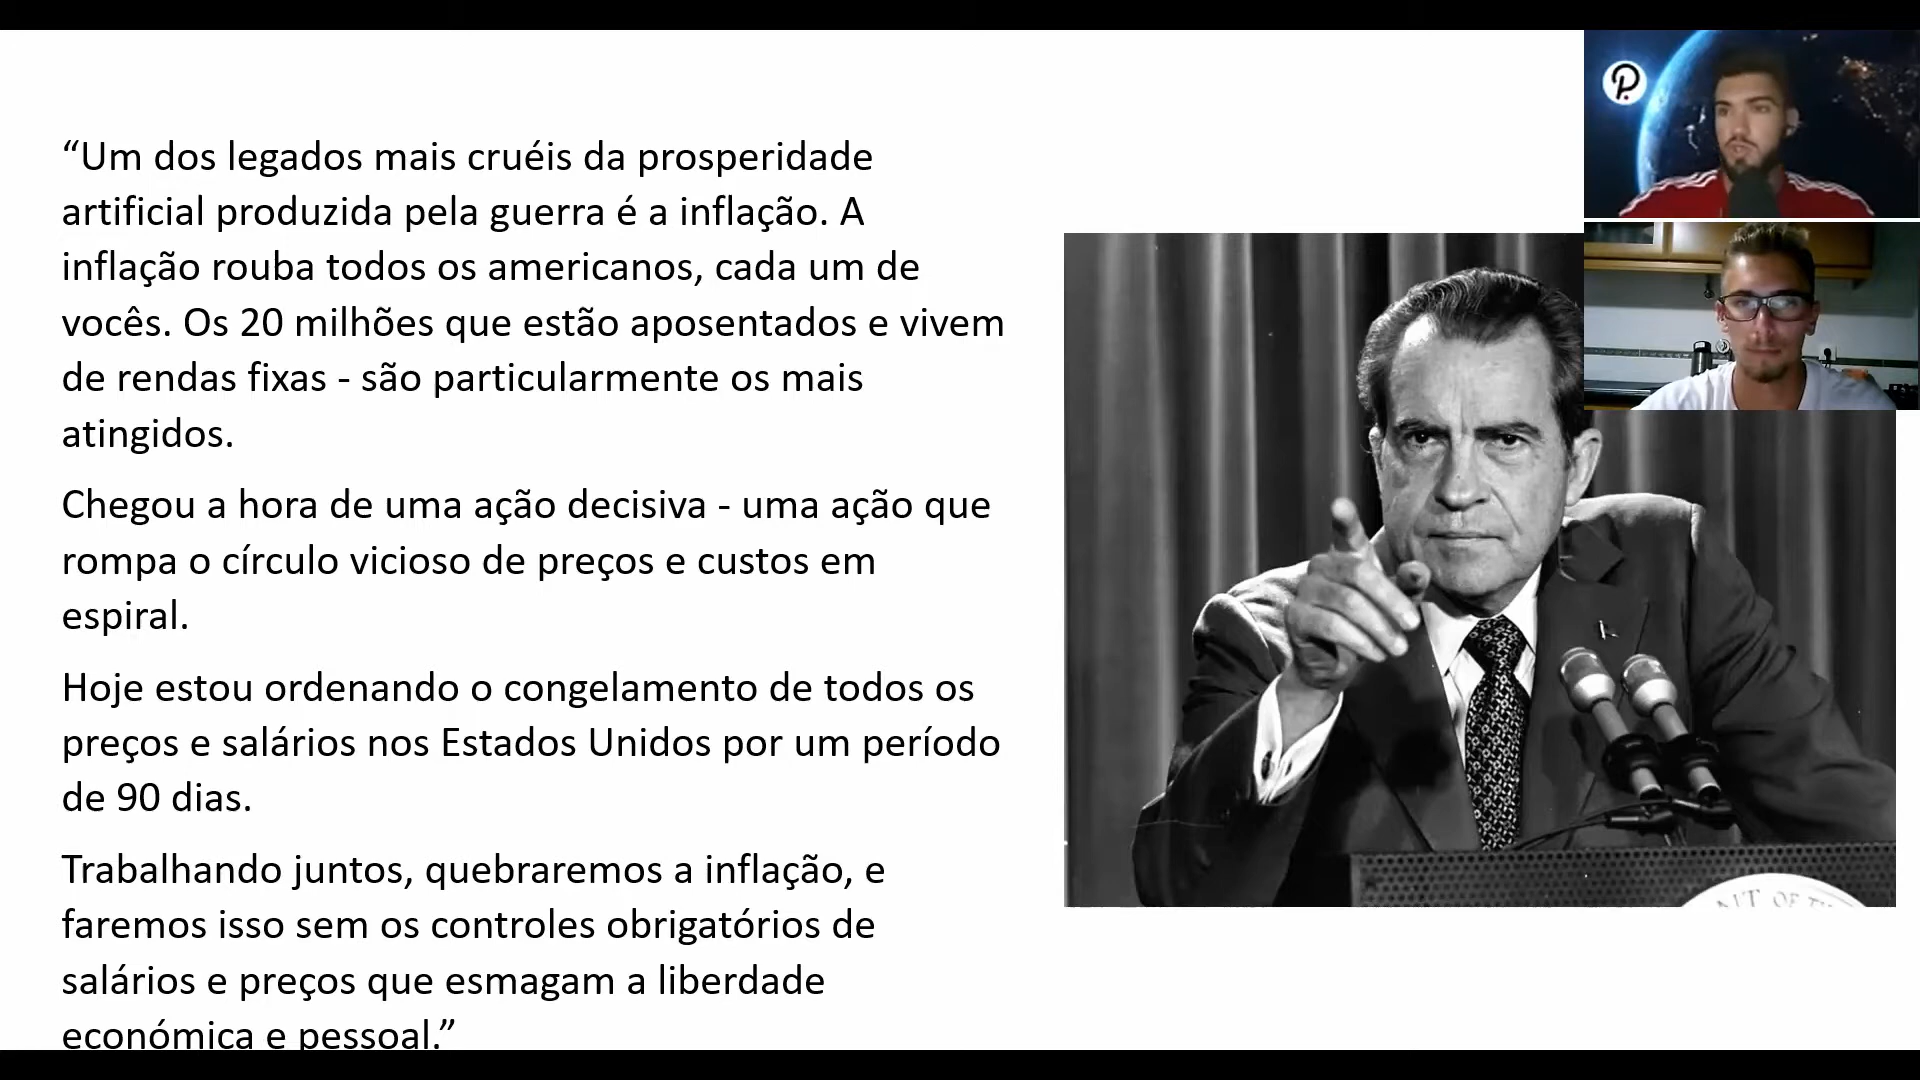 “Um dos legados mais cruéis da prosperidade
artificial produzida pela guerra é a inflação. A
inflação rouba todos os americanos, cada um de
vocês. Os 20 milhões que estão aposentados e vivem
de rendas fixas - são particularmente os mais
atingidos.
Chegou a hora de uma ação decisiva - uma ação que
rompa o círculo vicioso de preços e custos em
espiral.
Hoje estou ordenando o congelamento de todos os
preços e salários nos Estados Unidos por um período
de 90 dias.
Trabalhando juntos, quebraremos a inflação, e
faremos isso sem os controles obrigatórios de
salários e preços que esmagam a liberdade
económica e pessoal.”